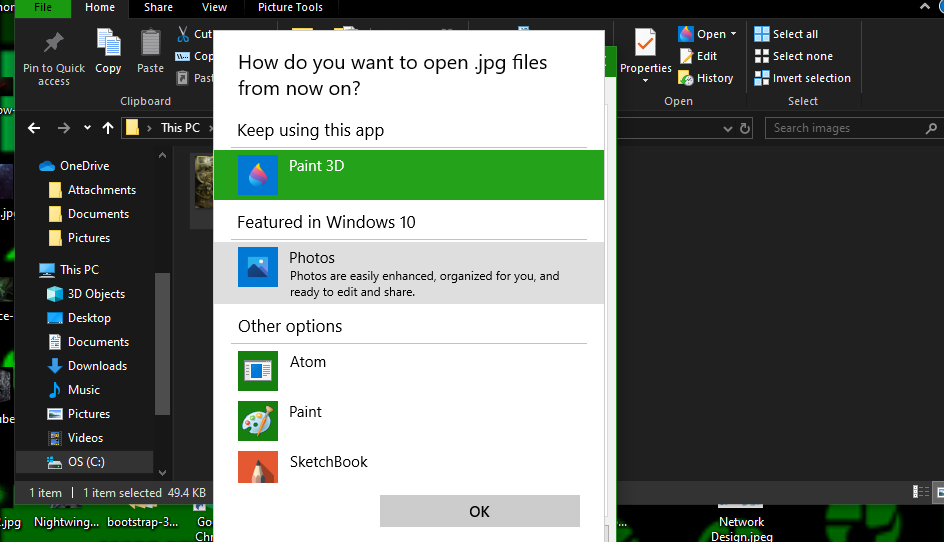 File Home Share View Picture Tools
Pin to Quick access
Copy
Paste
Cut
Cop
Past
Clipboard
Properties
Open
Edit
History
Open
Select all
Select none
Invert selection
Select
This PC
Search images
OneDrive
Attachments
Documents
Pictures
This PC
3D Objects
Desktop
Documents
Downloads
Music
Pictures
Videos
OS (C:)
1 item 1 item selected 49.4 KB
How do you want to open .jpg files
from now on?
Keep using this app
Paint 3D
Featured in Windows 10
Photos
Photos are easily enhanced, organized for you, and
ready to edit and share.
Other options
Atom
Paint
SketchBook
OK
.jpg
Nightwing...
bootstrap-3...
Go
Chr
Network
Design.jpeg